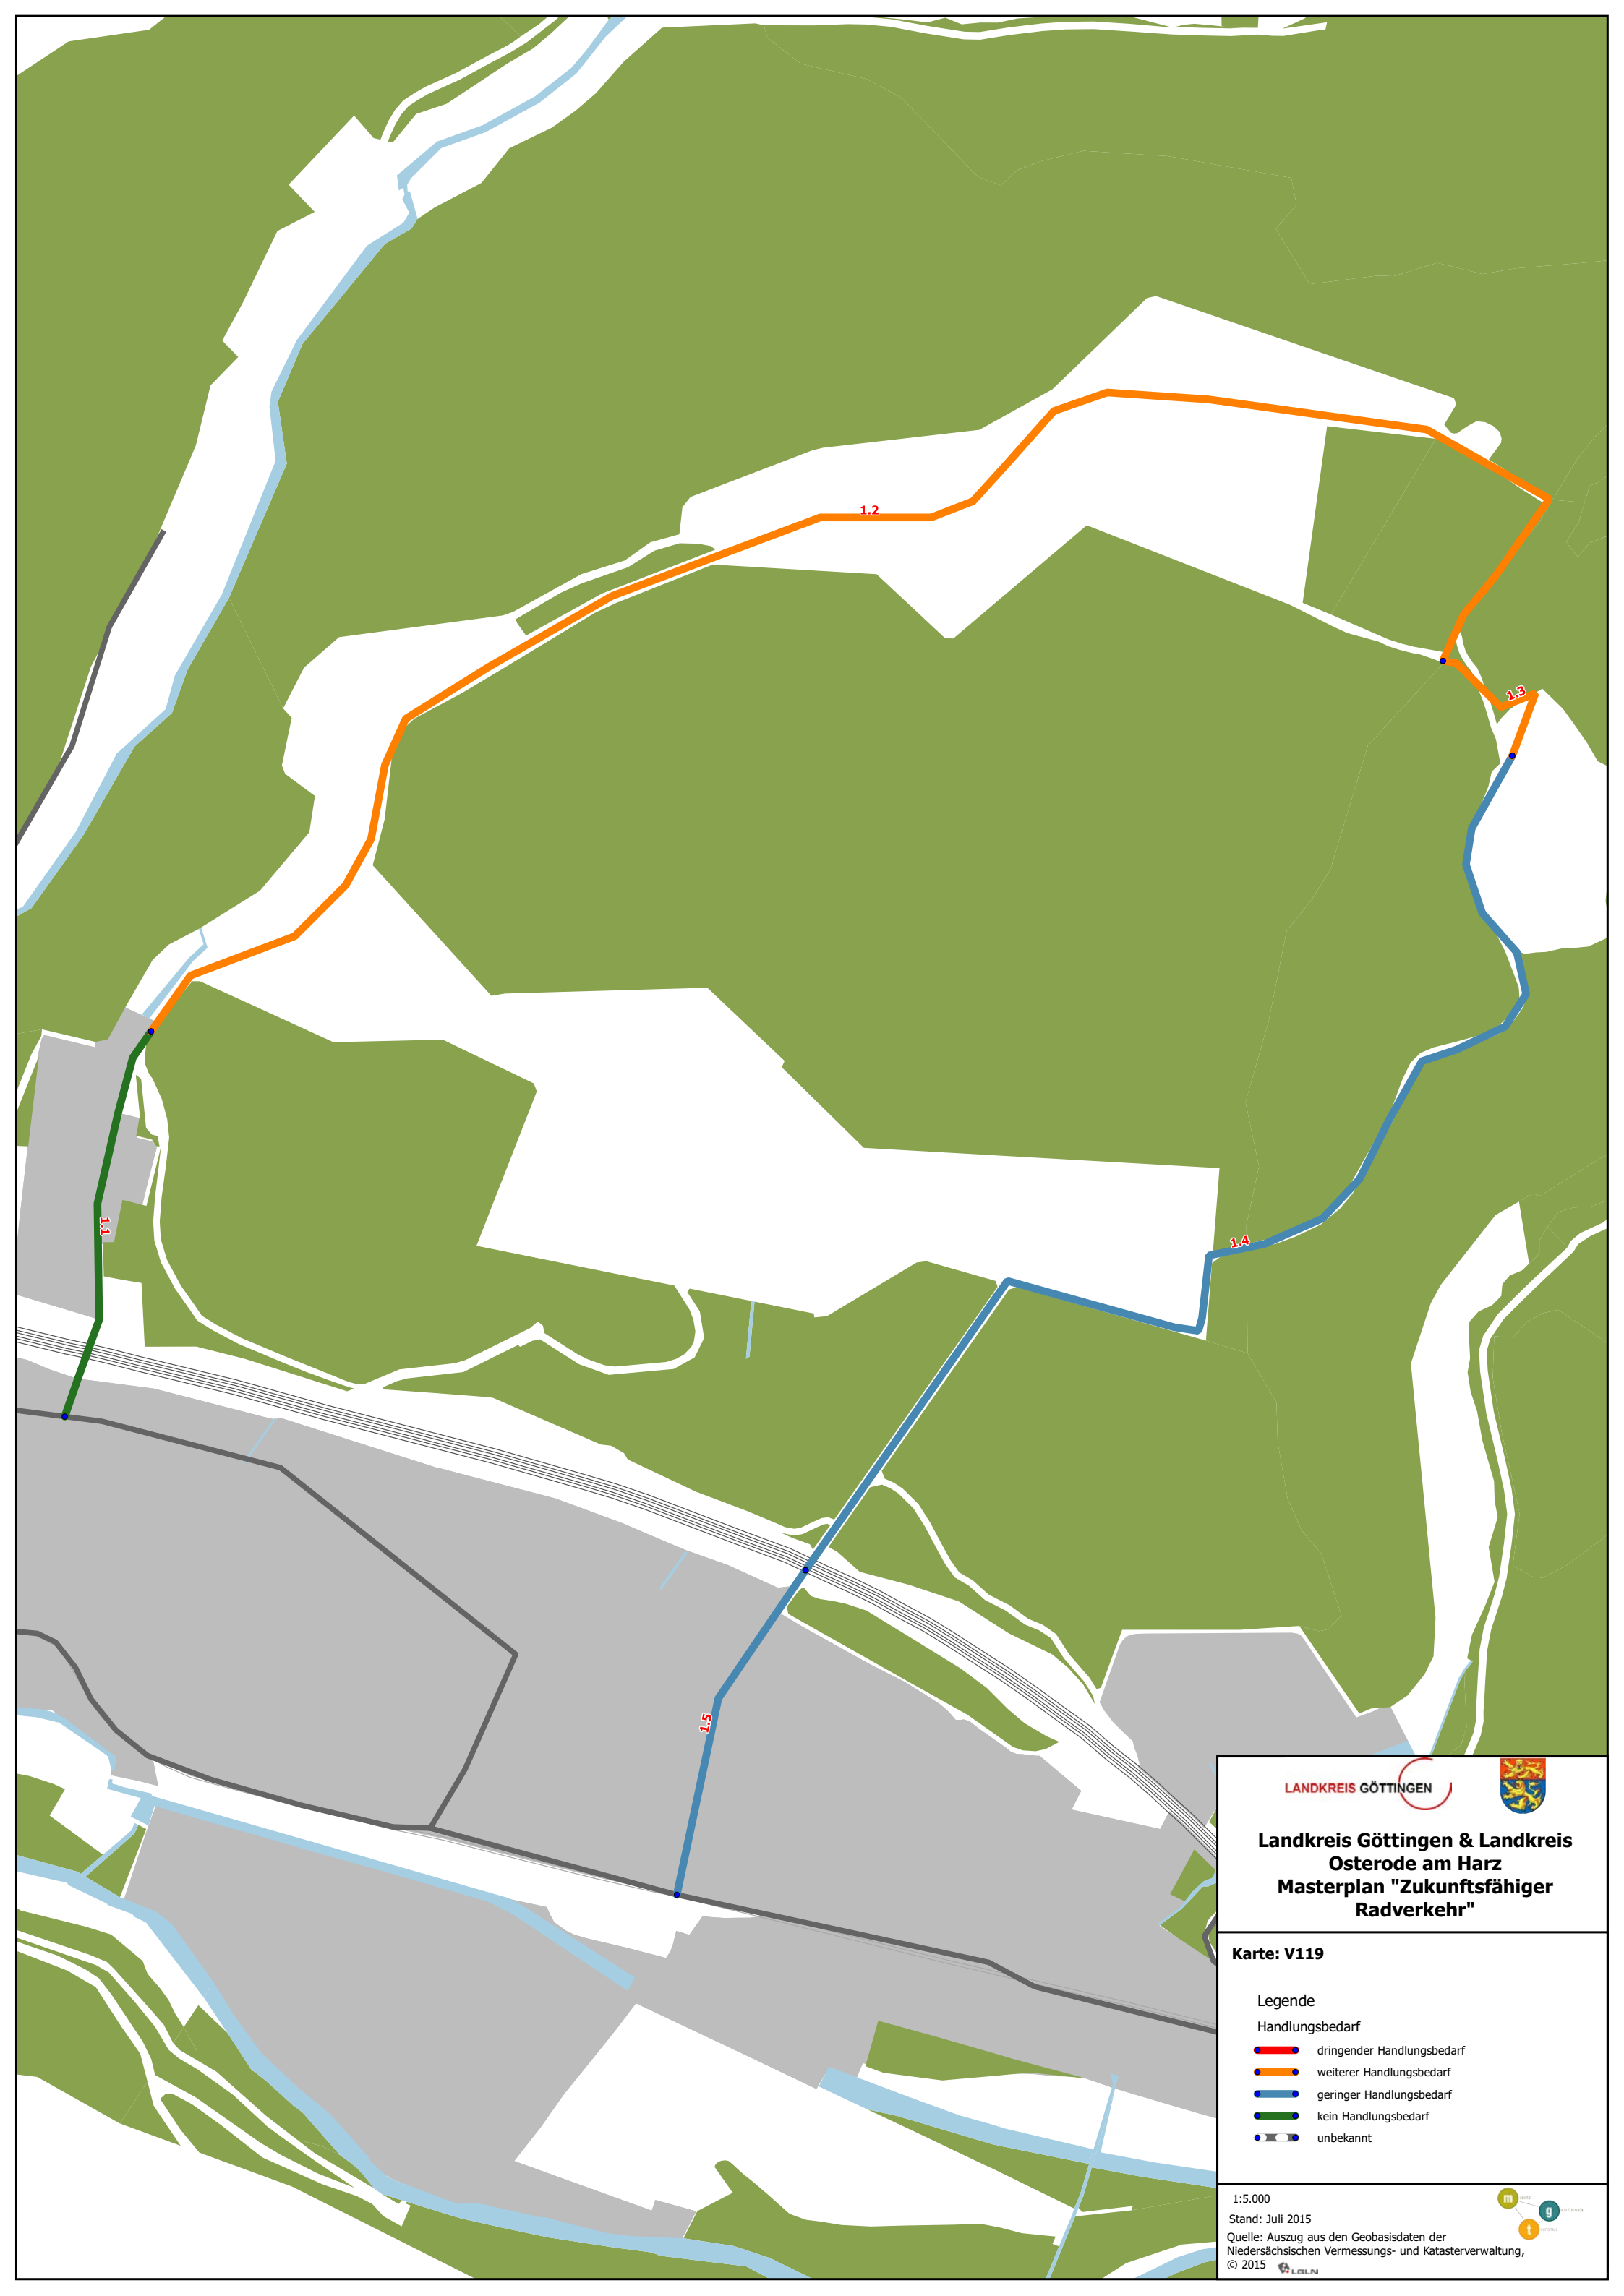 1.2
1.3
1.1
1.4
1.5
LANDKREIS GÖTTINGEN
Landkreis Göttingen & Landkreis
Osterode am Harz
Masterplan "Zukunftsfähiger
Radverkehr"
Karte: V119
Legende
Handlungsbedarf
dringender Handlungsbedarf
weiterer Handlungsbedarf
geringer Handlungsbedarf
kein Handlungsbedarf
unbekannt
1:5.000
Stand: Juli 2015
m
g
t
Quelle: Auszug aus den Geobasisdaten der
Niedersächsischen Vermessungs- und Katasterverwaltung,
© 2015 LGLN